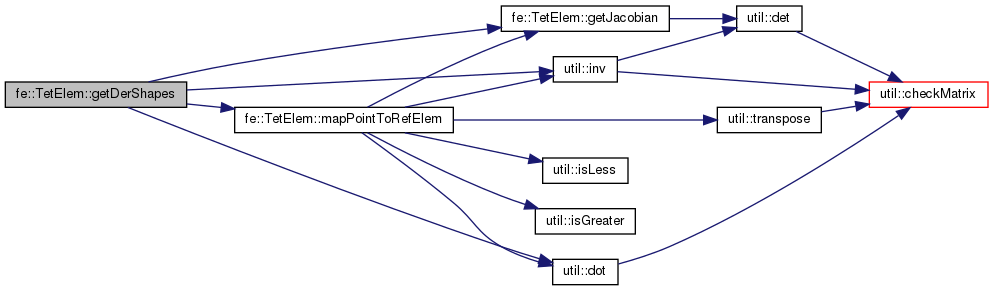 fe::TetElem::getJacobian
util::det
util::inv
fe::TetElem::getDerShapes
util::checkMatrix
fe::TetElem::mapPointToRefElem
util::transpose
util::isLess
util::isGreater
util::dot